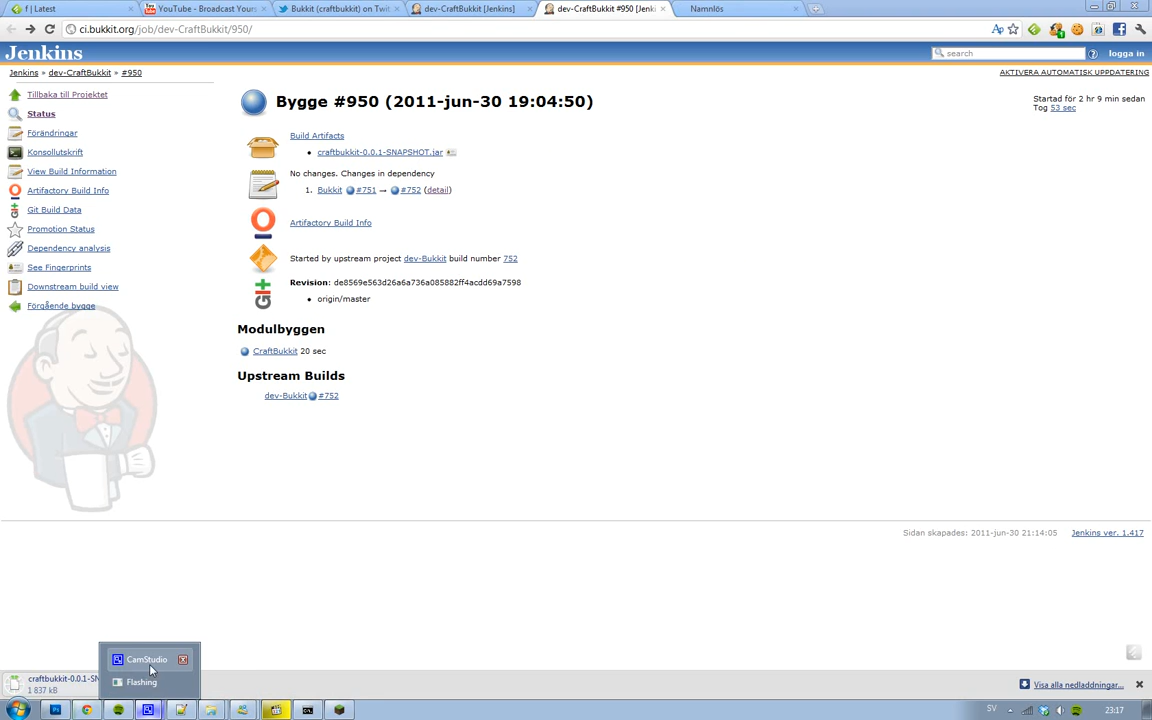 f | Latest
YouTube - Broadcast Yours
Bukkit (craftbukkit) on Twit
dev-CraftBukkit [Jenkins]
dev-CraftBukkit #950 [Jenki
Namnlös
ci.bukkit.org/job/dev-CraftBukkit/950/
Jenkins
search
logga in
Jenkins » dev-CraftBukkit » #950
AKTIVERA AUTOMATISK UPPDATERING
Tillbaka till Projektet
Status
Förändringar
Konsollutskrift
View Build Information
Artifactory Build Info
Git Build Data
Promotion Status
Dependency analysis
See Fingerprints
Downstream build view
Förgående bygge
Bygge #950 (2011-jun-30 19:04:50)
Startad för 2 hr 9 min sedan
Tog 53 sec
Build Artifacts
• craftbukkit-0.0.1-SNAPSHOT.jar
No changes. Changes in dependency
1. Bukkit #751 → #752 (detail)
Artifactory Build Info
Started by upstream project dev-Bukkit build number 752
Revision: de8569e563d26a6a736a085882ff4acdd69a7598
• origin/master
Modulbyggen
CraftBukkit 20 sec
Upstream Builds
dev-Bukkit #752
Sidan skapades: 2011-jun-30 21:14:05
Jenkins ver. 1.417
CamStudio
Flashing
craftbukkit-0.0.1-SN
1 837 kB
Visa alla nedladdningar...
SV
23:17